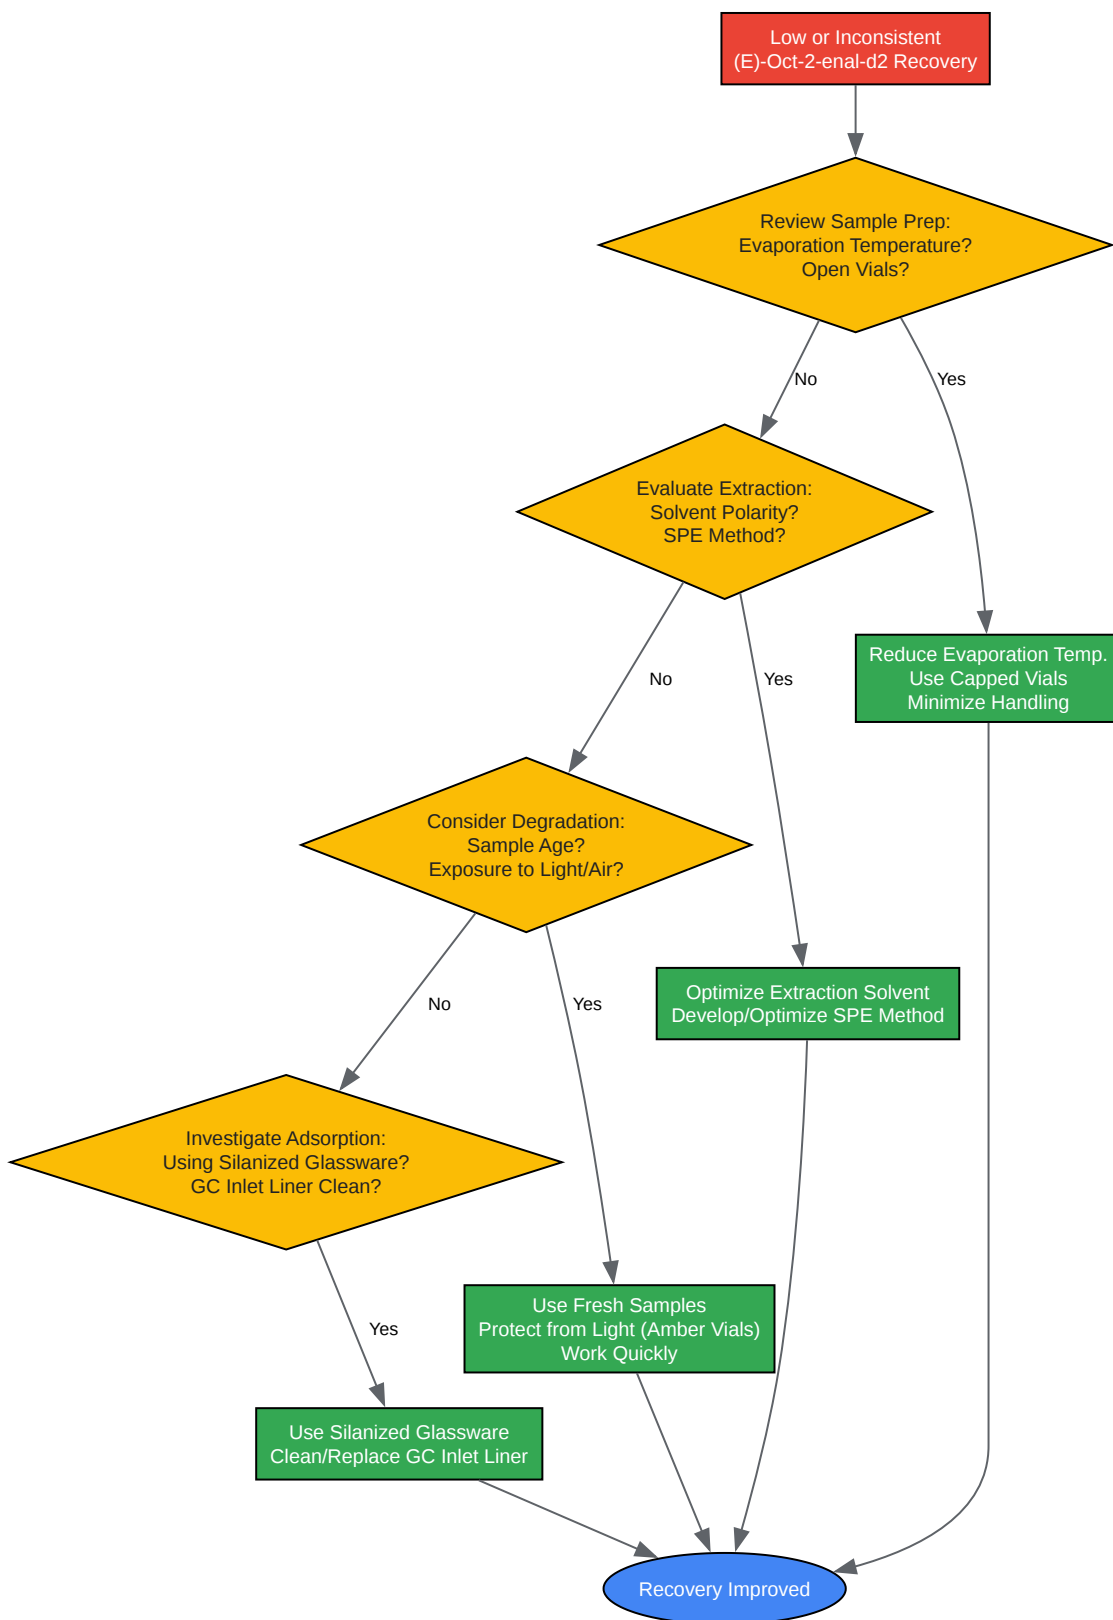 Low or Inconsistent
(E)-Oct-2-enal-d2 Recovery
Review Sample Prep:
Evaporation Temperature?
Open Vials?
No
Yes
Evaluate Extraction:
Solvent Polarity?
SPE Method?
Reduce Evaporation Temp.
Use Capped Vials
Minimize Handling
No
Yes
Consider Degradation:
Sample Age?
Exposure to Light/Air?
Optimize Extraction Solvent
Develop/Optimize SPE Method
No
Yes
Investigate Adsorption:
Using Silanized Glassware?
GC Inlet Liner Clean?
Use Fresh Samples
Protect from Light (Amber Vials)
Work Quickly
Yes
Use Silanized Glassware
Clean/Replace GC Inlet Liner
Recovery Improved